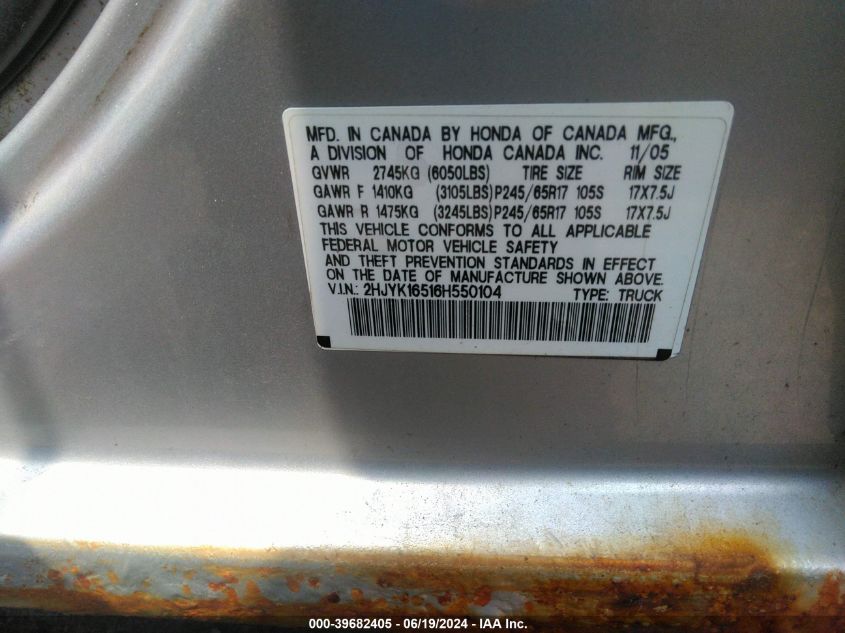 MFD. IN CANADA BY HONDA OF CANADA MFG.,
A DIVISION OF HONDA CANADA INC. 11/05
GVWR 2745KG (6050LBS) TIRE SIZE RIM SIZE
GAWR F 1410KG (3105LBS)P245/65R17 105S 17X7.5J
GAWR R 1475KG (3245LBS)P245/65R17 105S 17X7.5J
THIS VEHICLE CONFORMS TO ALL APPLICABLE
FEDERAL MOTOR VEHICLE SAFETY
AND THEFT PREVENTION STANDARDS IN EFFECT
ON THE DATE OF MANUFACTURE SHOWN ABOVE.
V.I.N.: 2HJYK16516H550104 TYPE: TRUCK
000-39682405 - 06/19/2024 - IAA Inc.